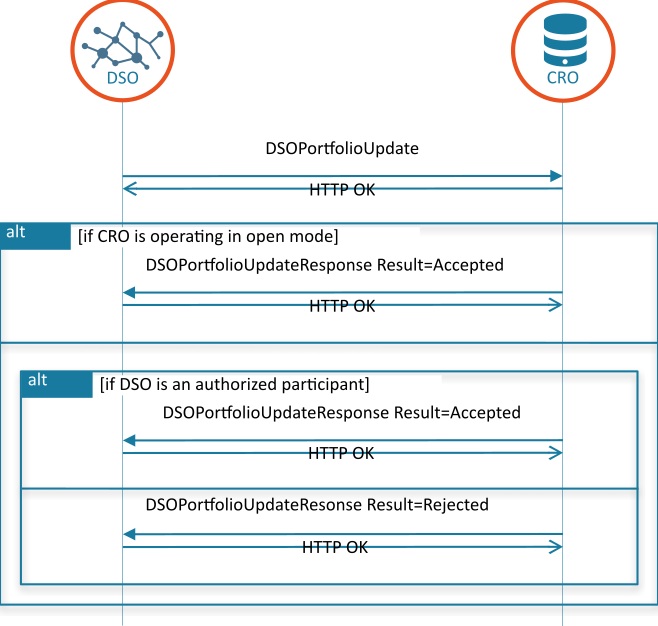 DSO
CRO
DSOPortfolioUpdate
HTTP OK
alt
[if CRO is operating in open mode]
DSOPortfolioUpdateResponse Result=Accepted
HTTP OK
alt
[if DSO is an authorized participant]
DSOPortfolioUpdateResponse Result=Accepted
HTTP OK
DSOPortfolioUpdateResonse Result=Rejected
HTTP OK